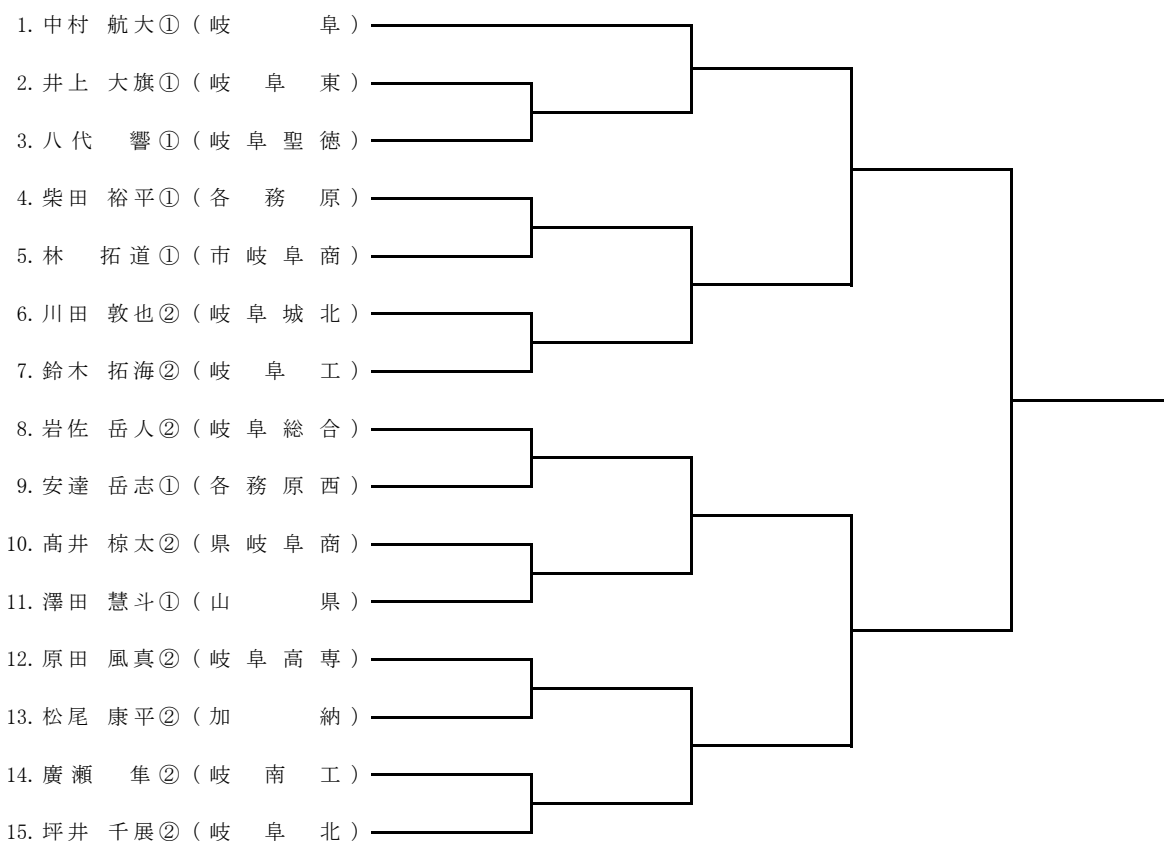 1. 中村 航大①(岐阜)
2. 井上 大旗①(岐阜東)
3. 八代 響①(岐阜聖徳)
4. 柴田 裕平①(各務原)
5. 林 拓道①(市岐阜商)
6. 川田 敦也②(岐阜城北)
7. 鈴木 拓海②(岐阜工)
8. 岩佐 岳人②(岐阜総合)
9. 安達 岳志①(各務原西)
10. 髙井 椋太②(県岐阜商)
11. 澤田 慧斗①(山県)
12. 原田 風真②(岐阜高専)
13. 松尾 康平②(加納)
14. 廣瀬 隼②(岐南工)
15. 坪井 千展②(岐阜北)